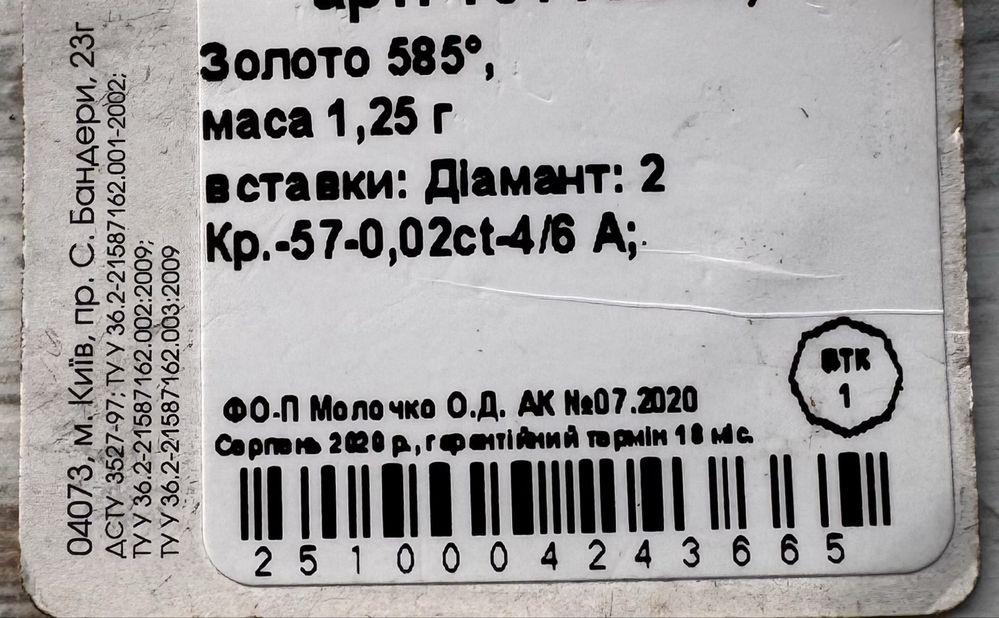 Золото 585°,
маса 1,25 г
вставки: Діамант: 2
Кр.-57-0,02ct-4/6 А;
ФО-П Молочко О.Д. АК №07.2020
Серпень 2020 р., гарантійний термін 18 міс.
ВТК
1
2510004243665
04073, м. Київ, пр. С. Бандери, 23г
ДСТУ 3527-97; ТУ У 36.2-21587162.001-2002;
ТУ У 36.2-21587162.002:2009;
ТУ У 36.2-21587162.003:2009